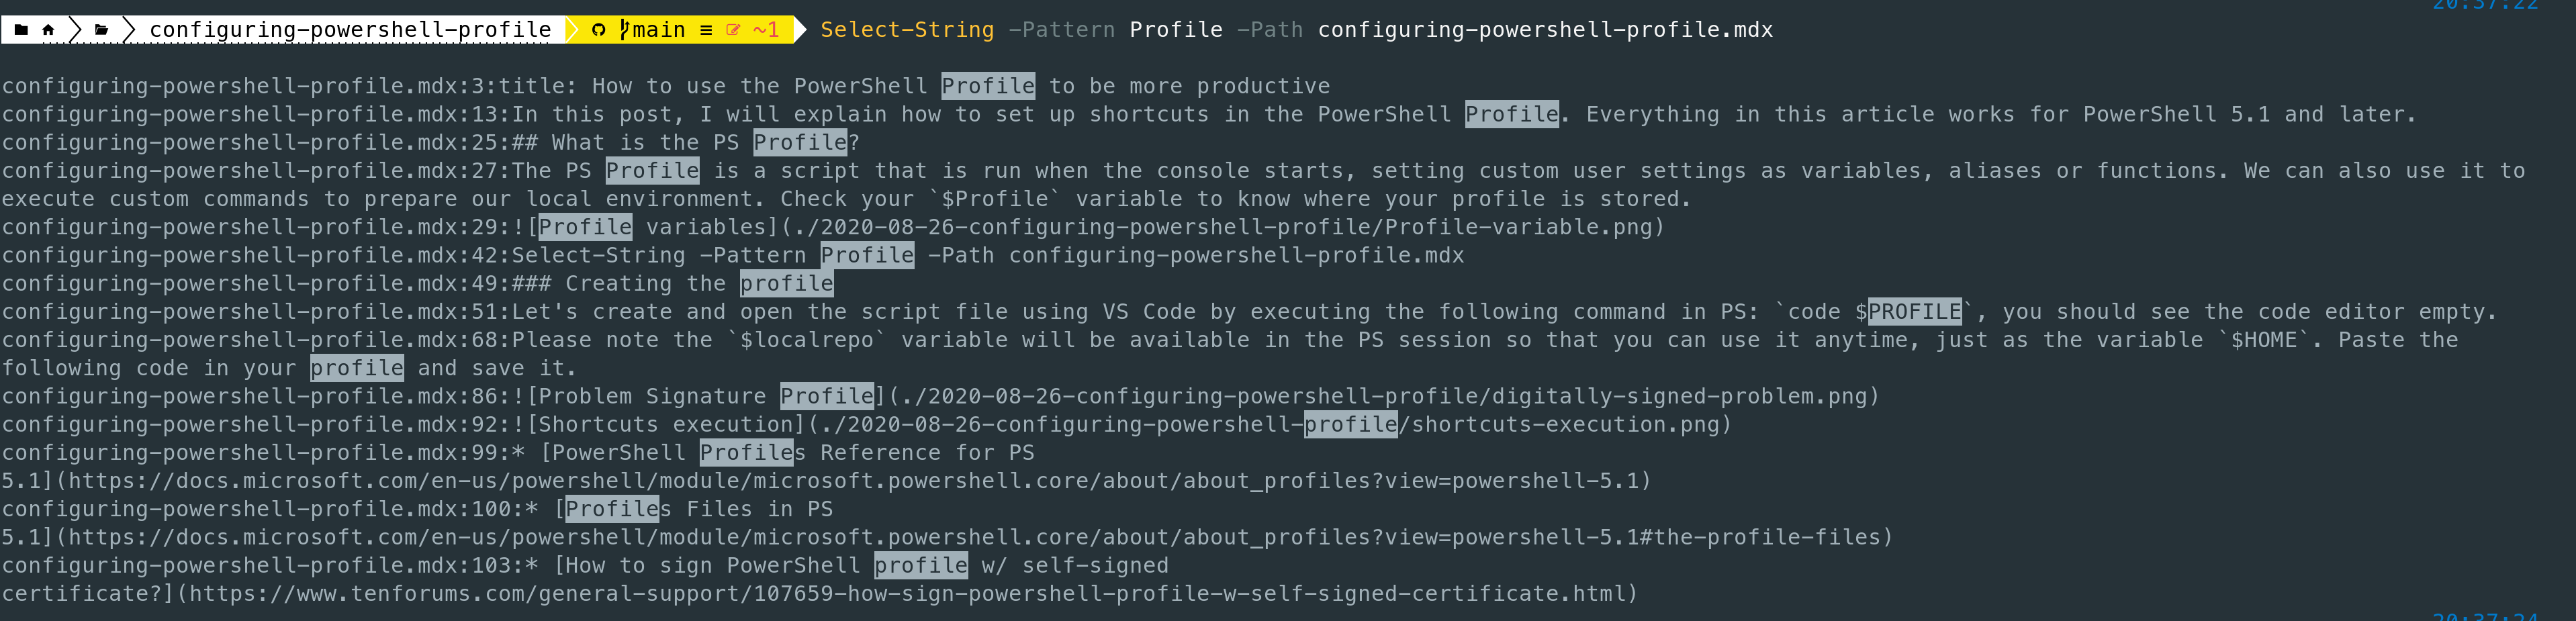 20:37:22
configuring-powershell-profile main ≡ ~1 Select-String -Pattern Profile -Path configuring-powershell-profile.mdx
configuring-powershell-profile.mdx:3:title: How to use the PowerShell Profile to be more productive
configuring-powershell-profile.mdx:13:In this post, I will explain how to set up shortcuts in the PowerShell Profile. Everything in this article works for PowerShell 5.1 and later.
configuring-powershell-profile.mdx:25:## What is the PS Profile?
configuring-powershell-profile.mdx:27:The PS Profile is a script that is run when the console starts, setting custom user settings as variables, aliases or functions. We can also use it to
execute custom commands to prepare our local environment. Check your `$Profile` variable to know where your profile is stored.
configuring-powershell-profile.mdx:29:![Profile variables](./2020-08-26-configuring-powershell-profile/Profile-variable.png)
configuring-powershell-profile.mdx:42:Select-String -Pattern Profile -Path configuring-powershell-profile.mdx
configuring-powershell-profile.mdx:49:### Creating the profile
configuring-powershell-profile.mdx:51:Let's create and open the script file using VS Code by executing the following command in PS: `code $PROFILE`, you should see the code editor empty.
configuring-powershell-profile.mdx:68:Please note the `$localrepo` variable will be available in the PS session so that you can use it anytime, just as the variable `$HOME`. Paste the
following code in your profile and save it.
configuring-powershell-profile.mdx:86:![Problem Signature Profile](./2020-08-26-configuring-powershell-profile/digitally-signed-problem.png)
configuring-powershell-profile.mdx:92:![Shortcuts execution](./2020-08-26-configuring-powershell-profile/shortcuts-execution.png)
configuring-powershell-profile.mdx:99:* [PowerShell Profiles Reference for PS
5.1](https://docs.microsoft.com/en-us/powershell/module/microsoft.powershell.core/about/about_profiles?view=powershell-5.1)
configuring-powershell-profile.mdx:100:* [Profiles Files in PS
5.1](https://docs.microsoft.com/en-us/powershell/module/microsoft.powershell.core/about/about_profiles?view=powershell-5.1#the-profile-files)
configuring-powershell-profile.mdx:103:* [How to sign PowerShell profile w/ self-signed
certificate?](https://www.tenforums.com/general-support/107659-how-sign-powershell-profile-w-self-signed-certificate.html)
20:37:24